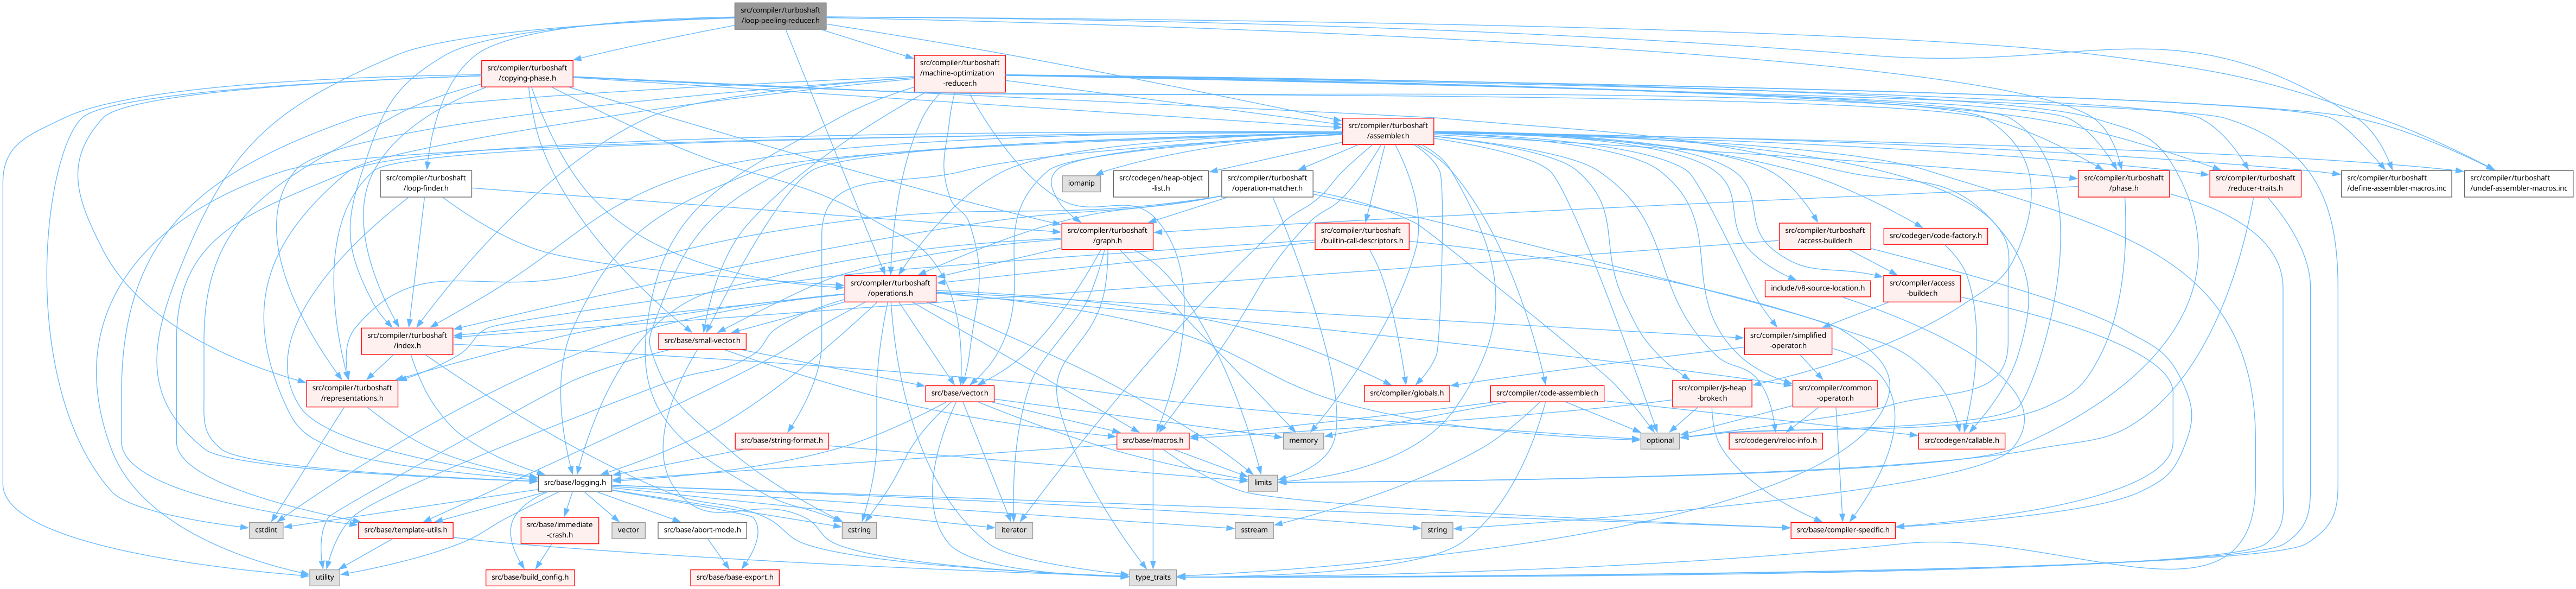 src/compiler/turboshaft
/loop-peeling-reducer.h
src/compiler/turboshaft
/copying-phase.h
src/compiler/turboshaft
/machine-optimization
-reducer.h
src/compiler/turboshaft
/assembler.h
src/compiler/turboshaft
/loop-finder.h
iomanip
src/codegen/heap-object
-list.h
src/compiler/turboshaft
/operation-matcher.h
src/compiler/turboshaft
/phase.h
src/compiler/turboshaft
/reducer-traits.h
src/compiler/turboshaft
/define-assembler-macros.inc
src/compiler/turboshaft
/undef-assembler-macros.inc
src/compiler/turboshaft
/graph.h
src/compiler/turboshaft
/builtin-call-descriptors.h
src/compiler/turboshaft
/access-builder.h
src/codegen/code-factory.h
src/compiler/turboshaft
/operations.h
include/v8-source-location.h
src/compiler/access
-builder.h
src/compiler/turboshaft
/index.h
src/base/small-vector.h
src/compiler/simplified
-operator.h
src/compiler/turboshaft
/representations.h
src/base/vector.h
src/compiler/globals.h
src/compiler/code-assembler.h
src/compiler/js-heap
-broker.h
src/compiler/common
-operator.h
src/base/string-format.h
src/base/macros.h
memory
optional
src/codegen/reloc-info.h
src/codegen/callable.h
src/base/logging.h
limits
cstdint
src/base/template-utils.h
src/base/immediate
-crash.h
vector
src/base/abort-mode.h
cstring
iterator
sstream
string
src/base/compiler-specific.h
utility
src/base/build_config.h
src/base/base-export.h
type_traits